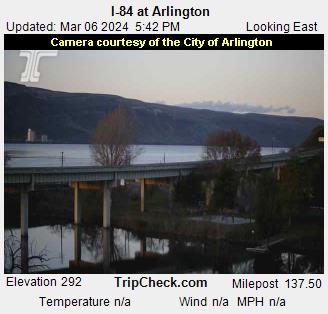 I-84 at Arlington
Updated: Mar 06 2024 5:42 PM Looking East
Camera courtesy of the City of Arlington
Elevation 292 TripCheck.com Milepost 137.50
Temperature n/a Wind n/a MPH n/a